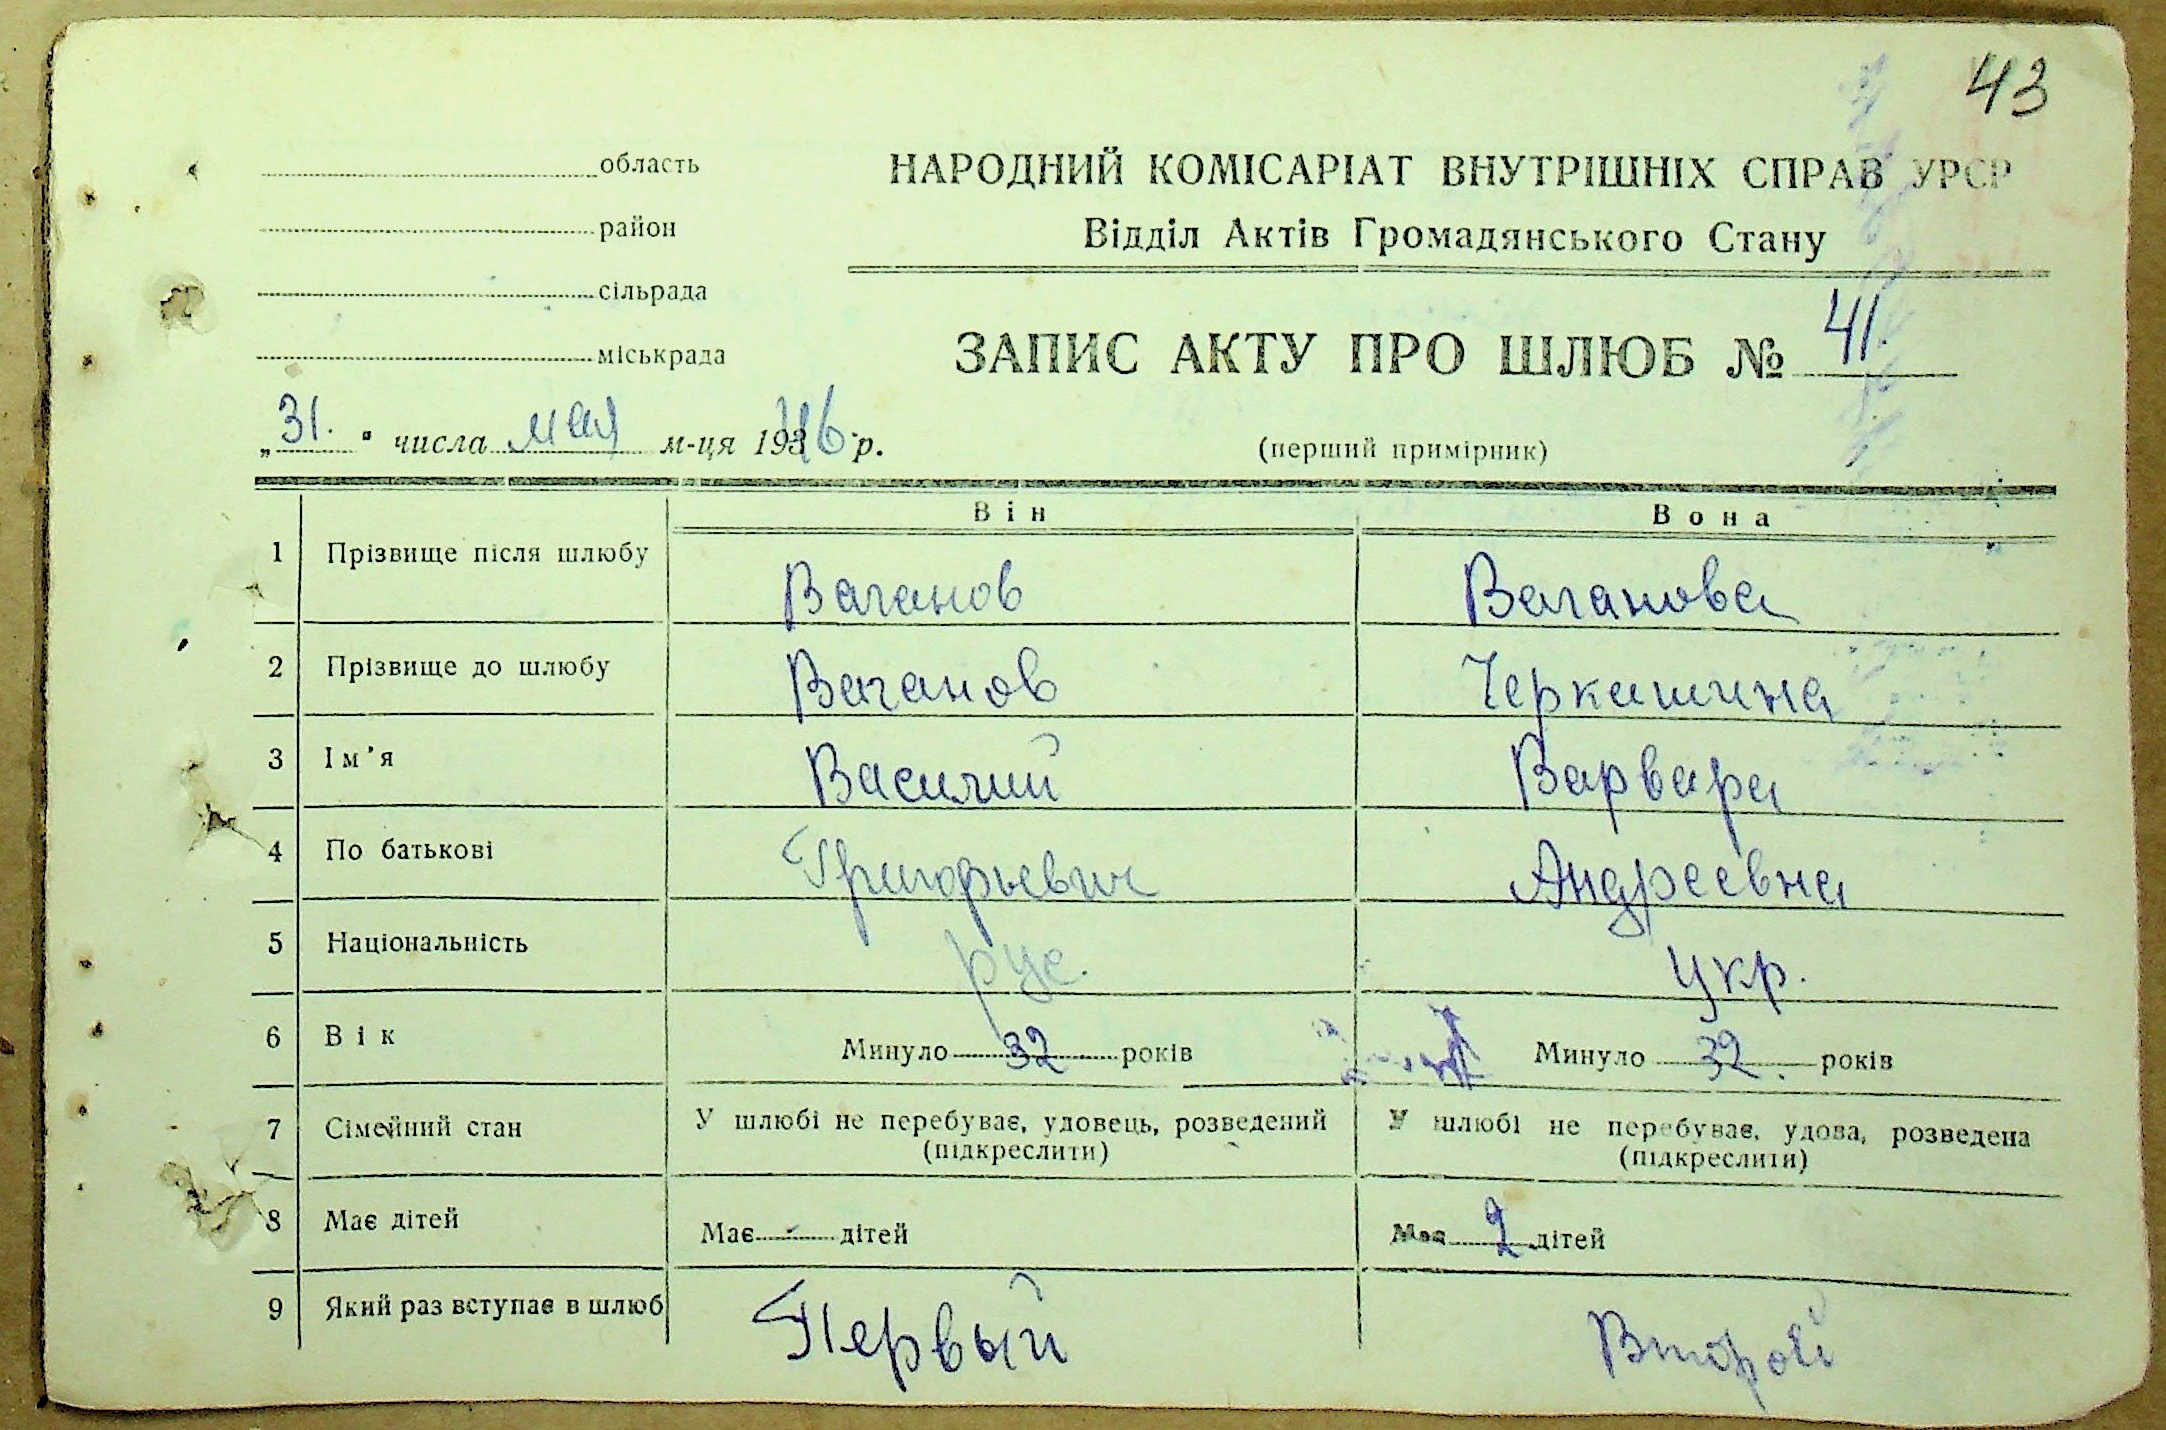 43
область
район
сільрада
міськрада
НАРОДНИЙ КОМІСАРІАТ ВНУТРІШНІХ СПРАВ УРСР
Відділ Актів Громадянського Стану
ЗАПИС АКТУ ПРО ШЛЮБ № 41.
„31." числа мая м-ця 1946 р.
(перший примірник)
Він Вона
1 Прізвище після шлюбу Ваганов Ваганова
2 Прізвище до шлюбу Ваганов Черкашина
3 Ім’я Василий Варвара
4 По батькові Григорьевич Андреевна
5 Національність рус. укр.
6 Вік Минуло 32 років Минуло 32. років
7 Сімейний стан У шлюбі не перебуває, удовець, розведений У шлюбі не перебуває, удова, розведена
(підкреслити) (підкреслити)
8 Має дітей Має - дітей Має 2 дітей
9 Який раз вступає в шлюб Первый Второй